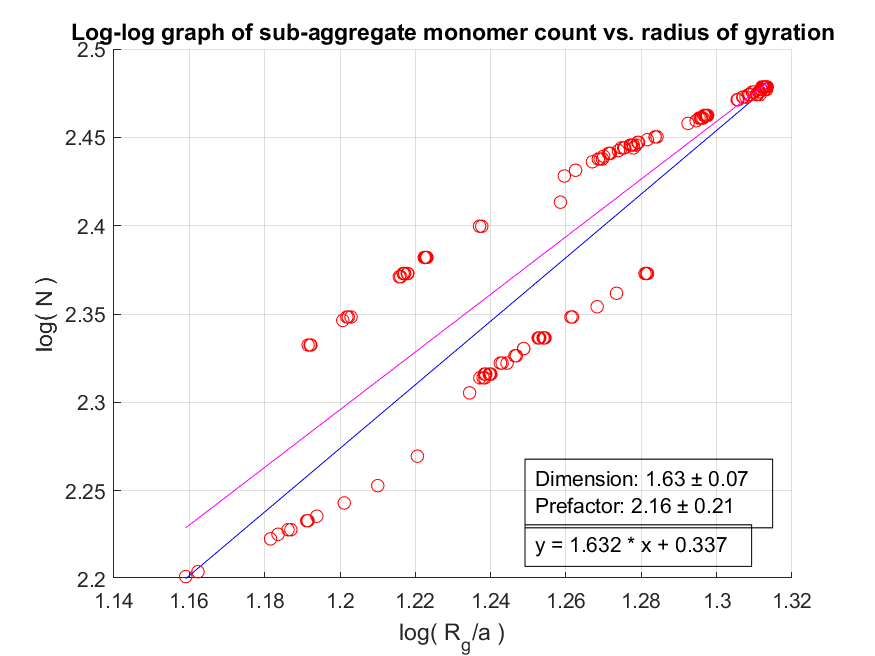 Log-log graph of sub-aggregate monomer count vs. radius of gyration
2.5
2.45
2.4
2.35
2.3
2.25
2.2
log( N )
Dimension: 1.63 ± 0.07
Prefactor: 2.16 ± 0.21
y = 1.632 * x + 0.337
1.14 1.16 1.18 1.2 1.22 1.24 1.26 1.28 1.3 1.32
log( Rg/a )